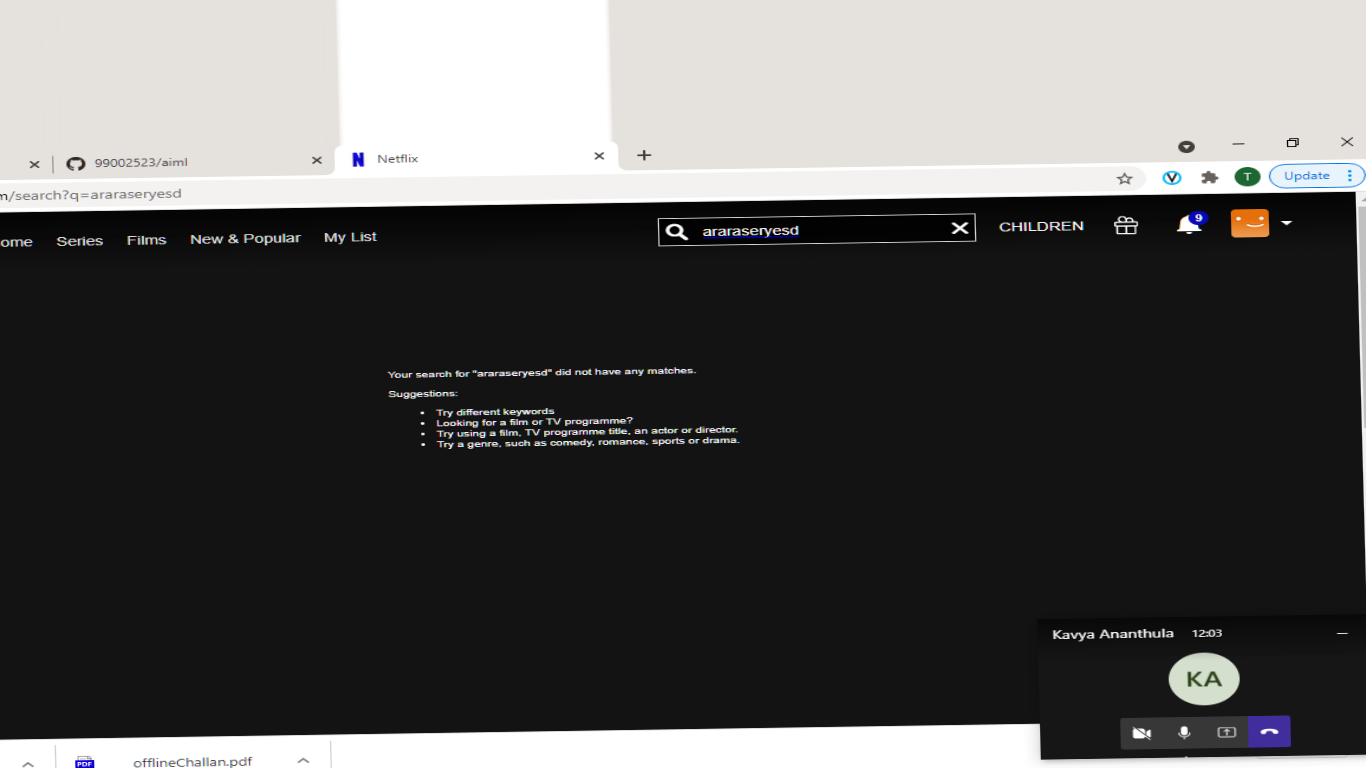 99002523/aiml
Netflix
m/search?q=araraseryesd
Update
T
ome Series Films New & Popular My List
araraseryesd
CHILDREN
9
Your search for "araraseryesd" did not have any matches.
Suggestions:
• Try different keywords
• Looking for a film or TV programme?
• Try using a film, TV programme title, an actor or director.
• Try a genre, such as comedy, romance, sports or drama.
Kavya Ananthula 12:03
KA
PDF
offlineChallan.pdf